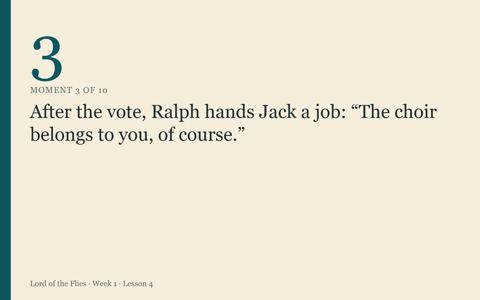 3
MOMENT 3 OF 10
After the vote, Ralph hands Jack a job: “The choir
belongs to you, of course.”
Lord of the Flies · Week 1 · Lesson 4